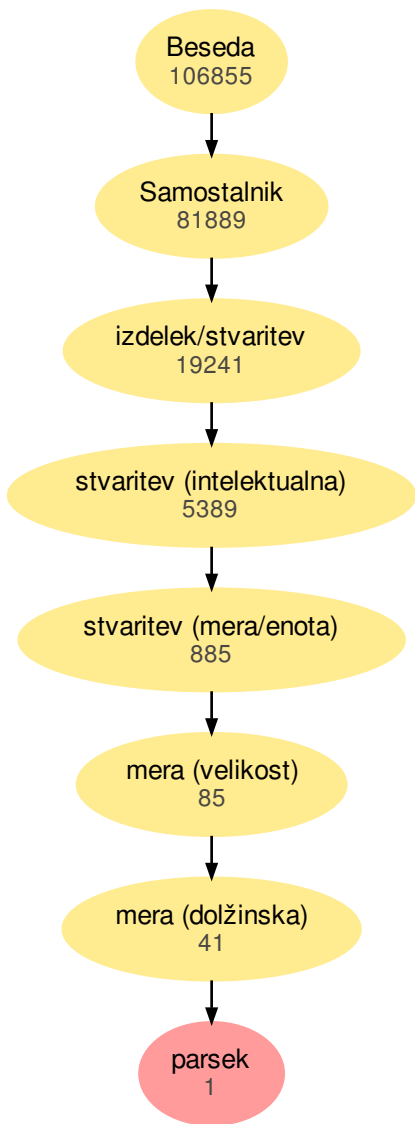 Beseda
106855
Samostalnik
81889
izdelek/stvaritev
19241
stvaritev (intelektualna)
5389
stvaritev (mera/enota)
885
mera (velikost)
85
mera (dolžinska)
41
parsek
1